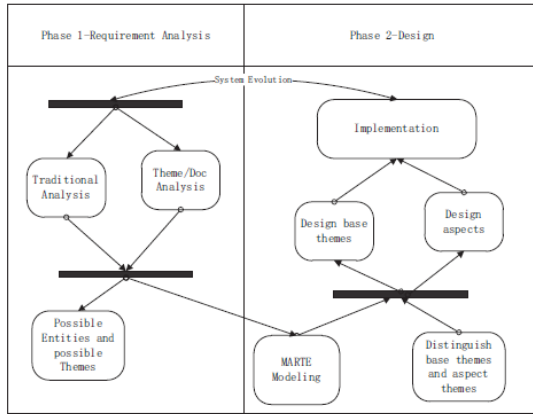 Phase 1-Requirement Analysis
Phase 2-Design
System Evolution
Implementation
Traditional
Analysis
Theme/Doc
Analysis
Design base
themes
Design
aspects
Possible
Entities and
possible
Themes
MARTE
Modeling
Distinguish
base themes
and aspect
themes